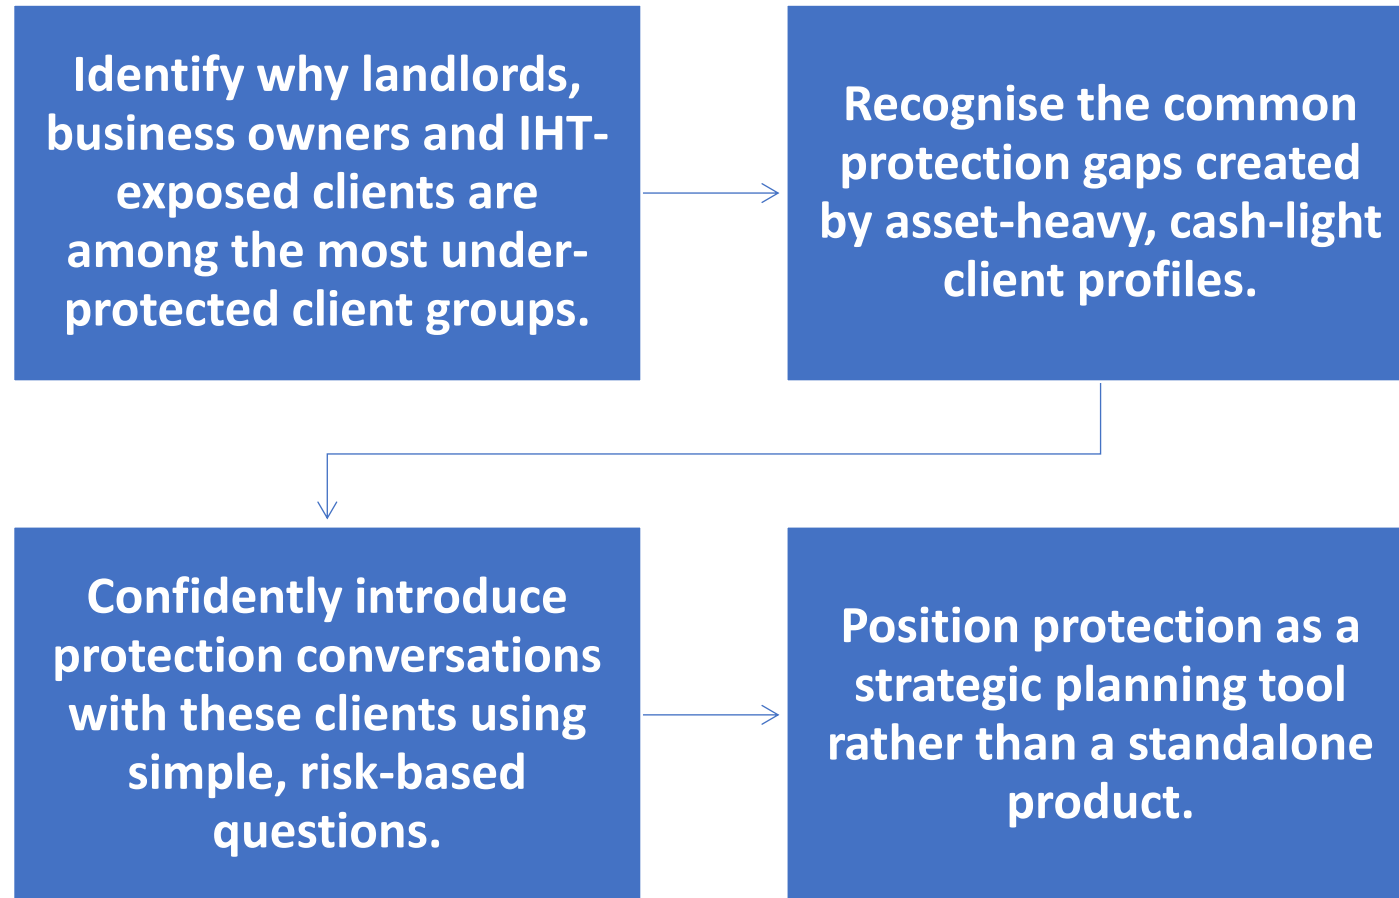 Identify why landlords,
business owners and IHT-
exposed clients are
among the most under-
protected client groups.
Recognise the common
protection gaps created
by asset-heavy, cash-light
client profiles.
Confidently introduce
protection conversations
with these clients using
simple, risk-based
questions.
Position protection as a
strategic planning tool
rather than a standalone
product.